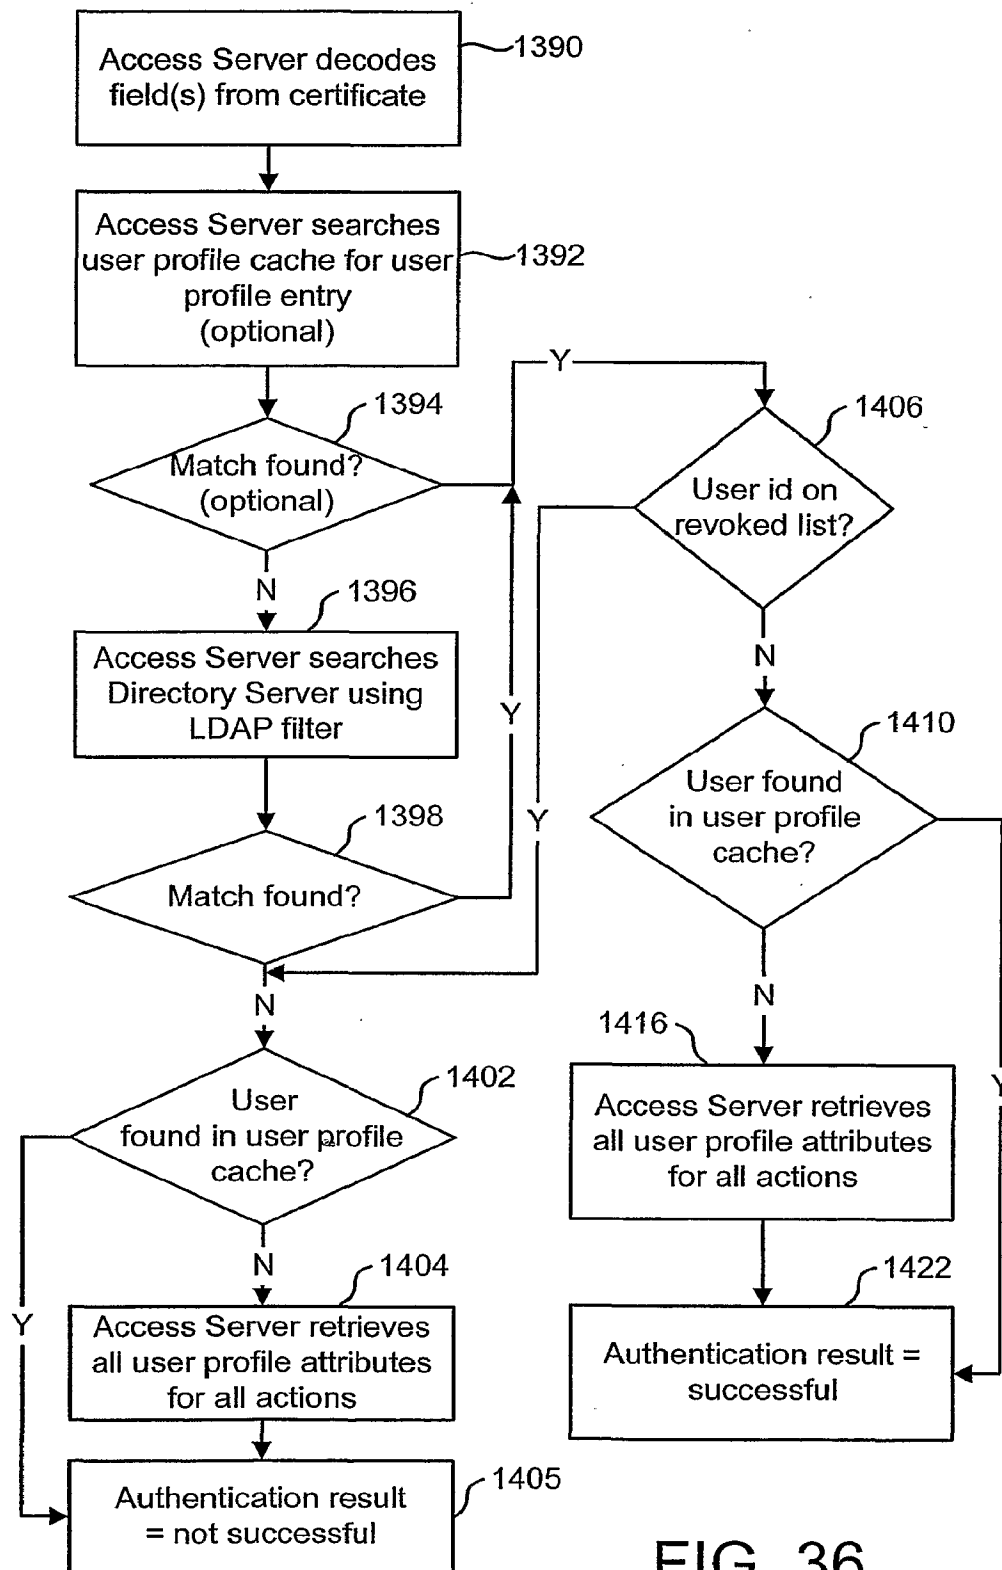 Access Server decodes
field(s) from certificate
1390
Access Server searches
user profile cache for user
profile entry
(optional)
1392
Y
1394
Match found?
(optional)
1406
User id on
revoked list?
N
1396
Access Server searches
Directory Server using
LDAP filter
N
Y
1410
User found
in user profile
cache?
1398
Match found?
Y
N
N
1416
Access Server retrieves
all user profile attributes
for all actions
Y
1402
User
found in user profile
cache?
N
1404
Access Server retrieves
all user profile attributes
for all actions
Y
1422
Authentication result =
successful
1405
Authentication result
= not successful
FIG. 36